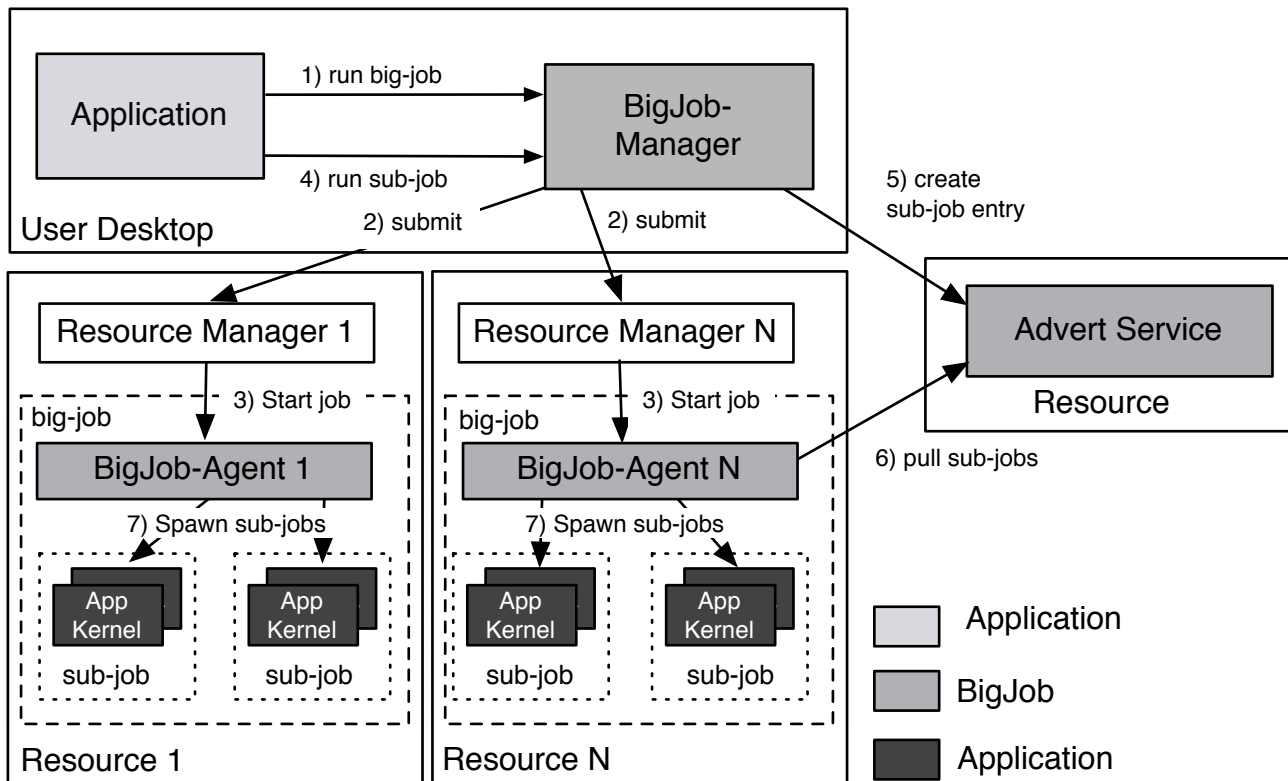 1) run big-job
Application
BigJob-
Manager
4) run sub-job
5) create
sub-job entry
2) submit
2) submit
User Desktop
Resource Manager 1
Resource Manager N
Advert Service
Resource
3) Start job
3) Start job
big-job
big-job
BigJob-Agent 1
BigJob-Agent N
6) pull sub-jobs
7) Spawn sub-jobs
7) Spawn sub-jobs
App
Kernel
App
Kernel
App
Kernel
App
Kernel
sub-job
sub-job
sub-job
sub-job
Application
BigJob
Application
Resource 1
Resource N